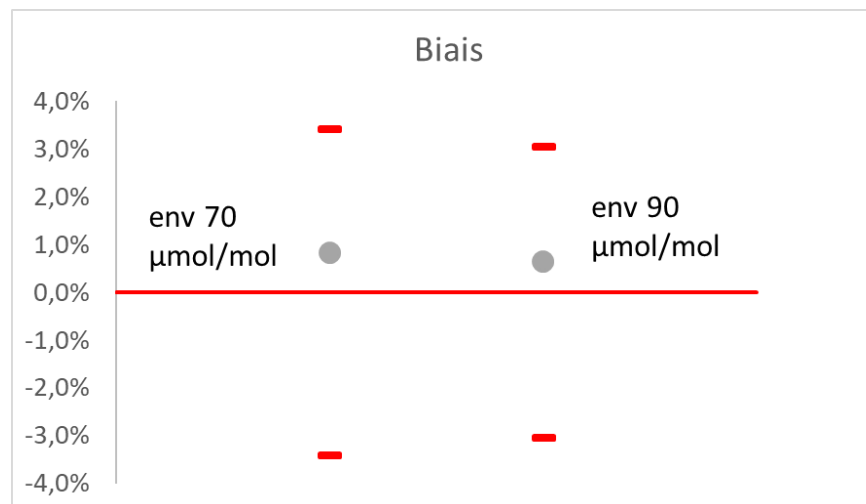 Biais
4,0%
3,0%
2,0%
1,0%
0,0%
-1,0%
-2,0%
-3,0%
-4,0%
env 70
µmol/mol
env 90
µmol/mol